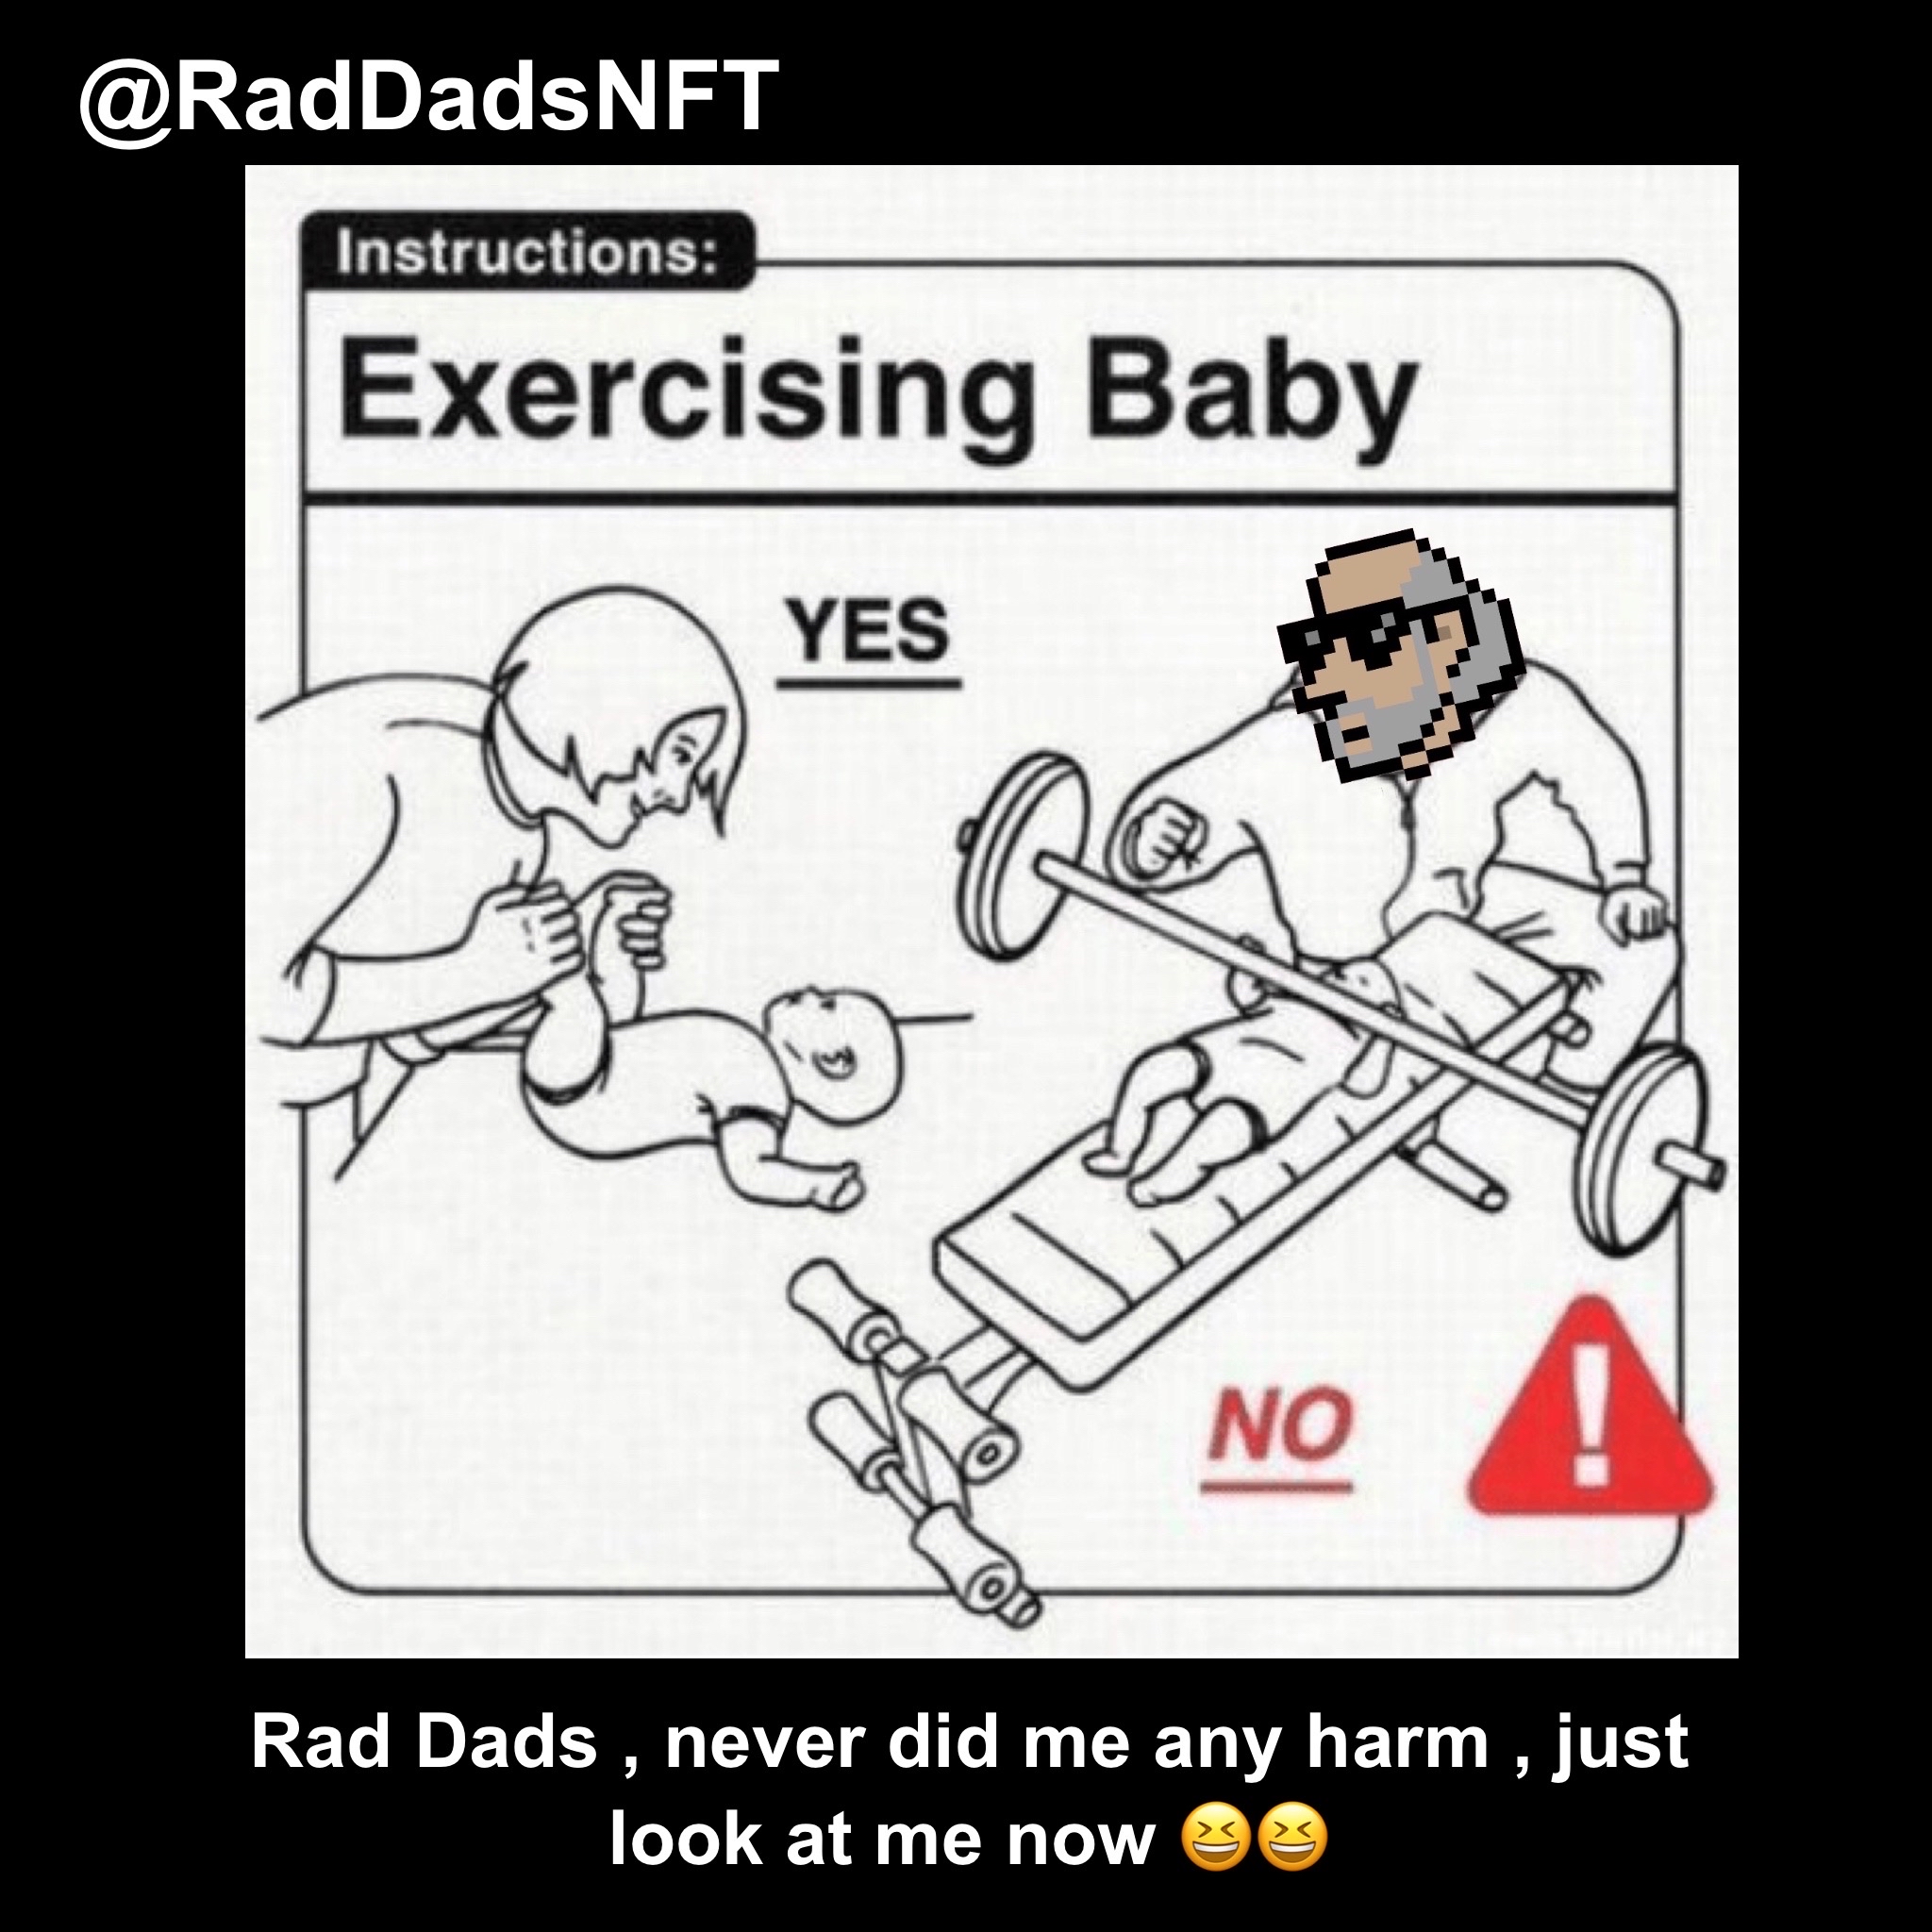 @RadDadsNFT
Instructions:
Exercising Baby
YES
NO
!
Rad Dads , never did me any harm , just
look at me now 😆😆